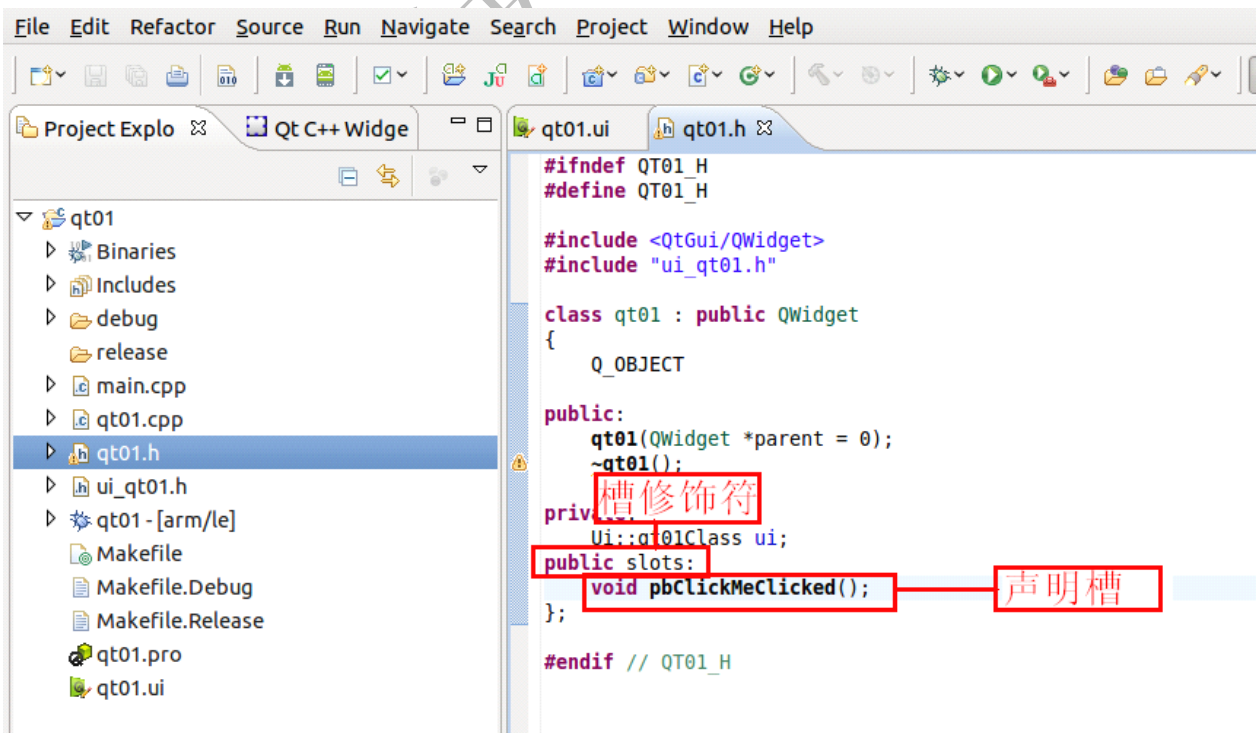 File Edit Refactor Source Run Navigate Search Project Window Help
Project Explo
Qt C++ Widge
qt01.ui
qt01.h
qt01
Binaries
Includes
debug
release
main.cpp
qt01.cpp
qt01.h
ui_qt01.h
qt01 - [arm/le]
Makefile
Makefile.Debug
Makefile.Release
qt01.pro
qt01.ui
#ifndef QT01_H
#define QT01_H
#include <QtGui/QWidget>
#include "ui_qt01.h"
class qt01 : public QWidget
{
Q_OBJECT
public:
qt01(QWidget *parent = 0);
~qt01();
槽修饰符
Ui::qt01Class ui;
public slots:
void pbClickMeClicked();
声明槽
};
#endif // QT01_H